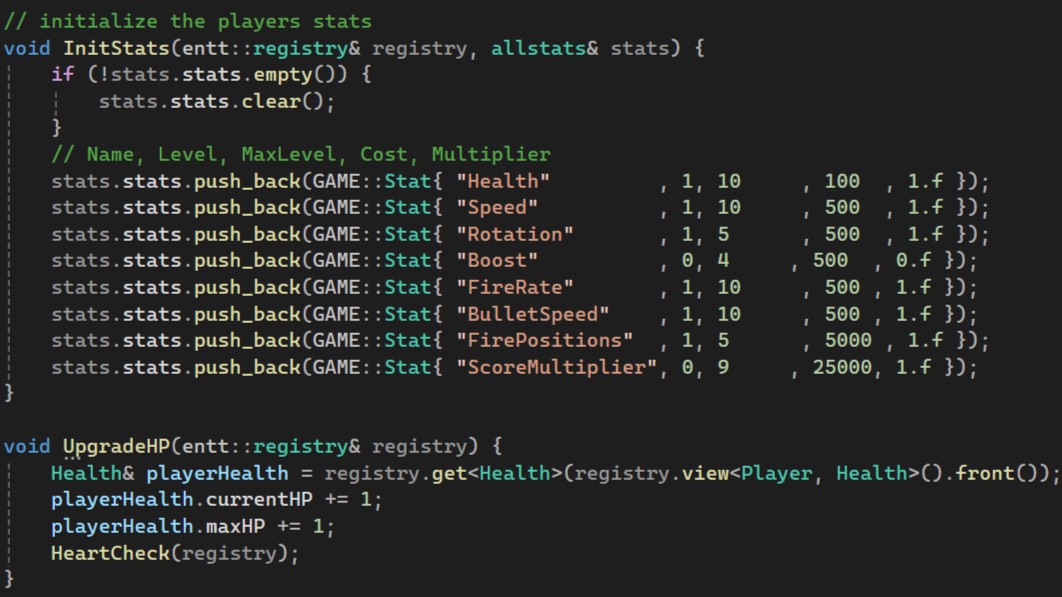 // initialize the players stats
void InitStats(entt::registry& registry, allstats& stats) {
    if (!stats.stats.empty()) {
        stats.stats.clear();
    }
    // Name, Level, MaxLevel, Cost, Multiplier
    stats.stats.push_back(GAME::Stat{ "Health"         , 1, 10     , 100  , 1.f });
    stats.stats.push_back(GAME::Stat{ "Speed"          , 1, 10     , 500  , 1.f });
    stats.stats.push_back(GAME::Stat{ "Rotation"       , 1, 5      , 500  , 1.f });
    stats.stats.push_back(GAME::Stat{ "Boost"          , 0, 4     , 500  , 0.f });
    stats.stats.push_back(GAME::Stat{ "FireRate"       , 1, 10     , 500 , 1.f });
    stats.stats.push_back(GAME::Stat{ "BulletSpeed"    , 1, 10     , 500 , 1.f });
    stats.stats.push_back(GAME::Stat{ "FirePositions"  , 1, 5      , 5000 , 1.f });
    stats.stats.push_back(GAME::Stat{ "ScoreMultiplier", 0, 9     , 25000, 1.f });
}
void UpgradeHP(entt::registry& registry) {
    Health& playerHealth = registry.get<Health>(registry.view<Player, Health>().front());
    playerHealth.currentHP += 1;
    playerHealth.maxHP += 1;
    HeartCheck(registry);
}